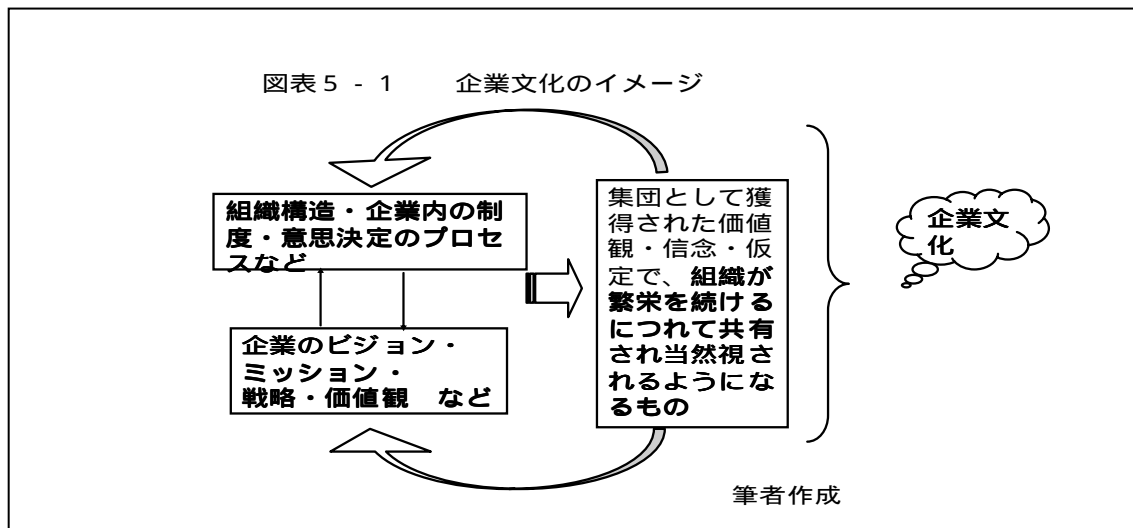 図表５－１　　企業文化のイメージ
組織構造・企業内の制
度・意思決定のプロセ
スなど
企業のビジョン・
ミッション・
戦略・価値観　など
集団として獲
得された価値
観・信念・仮
定で、組織が
繁栄を続ける
につれて共有
され当然視さ
れるようにな
るもの
企業文
化
筆者作成